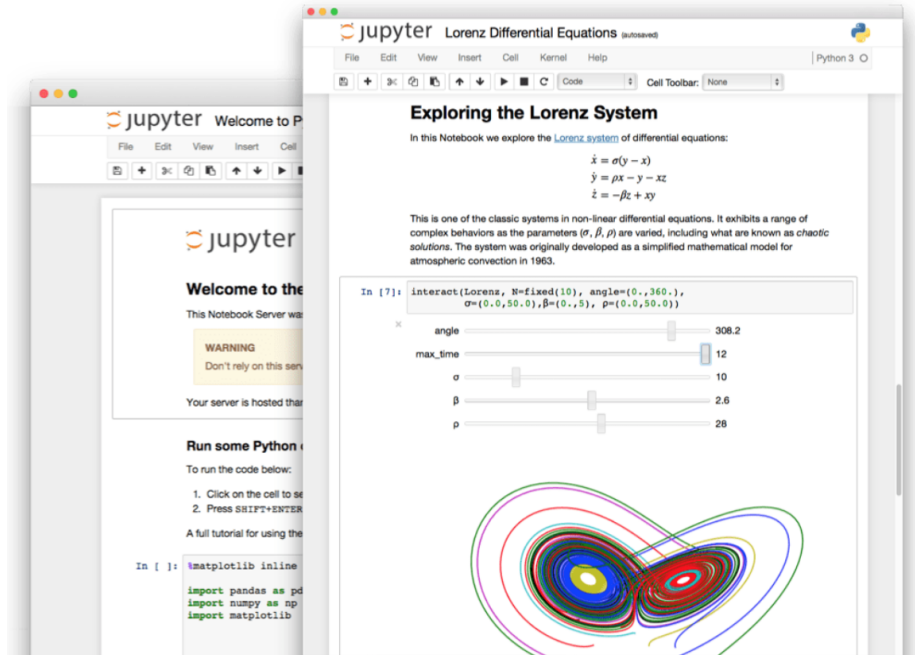 jupyter Lorenz Differential Equations (autosaved)
File Edit View Insert Cell Kernel Help Python 3
Code Cell Toolbar: None
Exploring the Lorenz System
In this Notebook we explore the Lorenz system of differential equations:
ẋ = σ(y − x)
ẏ = ρx − y − xz
ż = −βz + xy
This is one of the classic systems in non-linear differential equations. It exhibits a range of
complex behaviors as the parameters (σ, β, ρ) are varied, including what are known as chaotic
solutions. The system was originally developed as a simplified mathematical model for
atmospheric convection in 1963.
In [7]: interact(Lorenz, N=fixed(10), angle=(0.,360.),
σ=(0.0,50.0),β=(0.,5), ρ=(0.0,50.0))
angle 308.2
max_time 12
σ 10
β 2.6
ρ 28
jupyter Welcome to P
File Edit View Insert Cell
jupyter
Welcome to the
This Notebook Server was
WARNING
Don't rely on this serv
Your server is hosted than
Run some Python
To run the code below:
1. Click on the cell to se
2. Press SHIFT+ENTER
A full tutorial for using the
In [ ]: %matplotlib inline
import pandas as pd
import numpy as np
import matplotlib